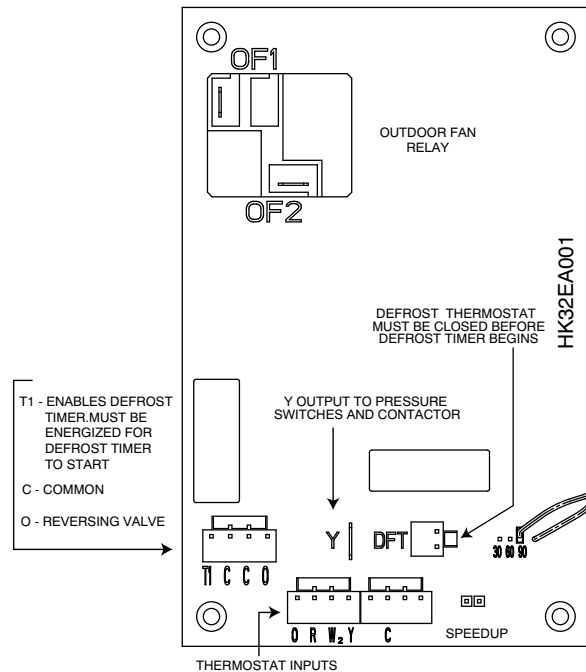 OF1
OUTDOOR FAN
RELAY
OF2
HK32EA001
DEFROST THERMOSTAT
MUST BE CLOSED BEFORE
DEFROST TIMER BEGINS
T1 - ENABLES DEFROST
TIMER.MUST BE
ENERGIZED FOR
DEFROST TIMER
TO START
C - COMMON
O - REVERSING VALVE
Y OUTPUT TO PRESSURE
SWITCHES AND CONTACTOR
Y
DFT
30 60 90
T1 C C O
O R W₂ Y C
SPEEDUP
THERMOSTAT INPUTS